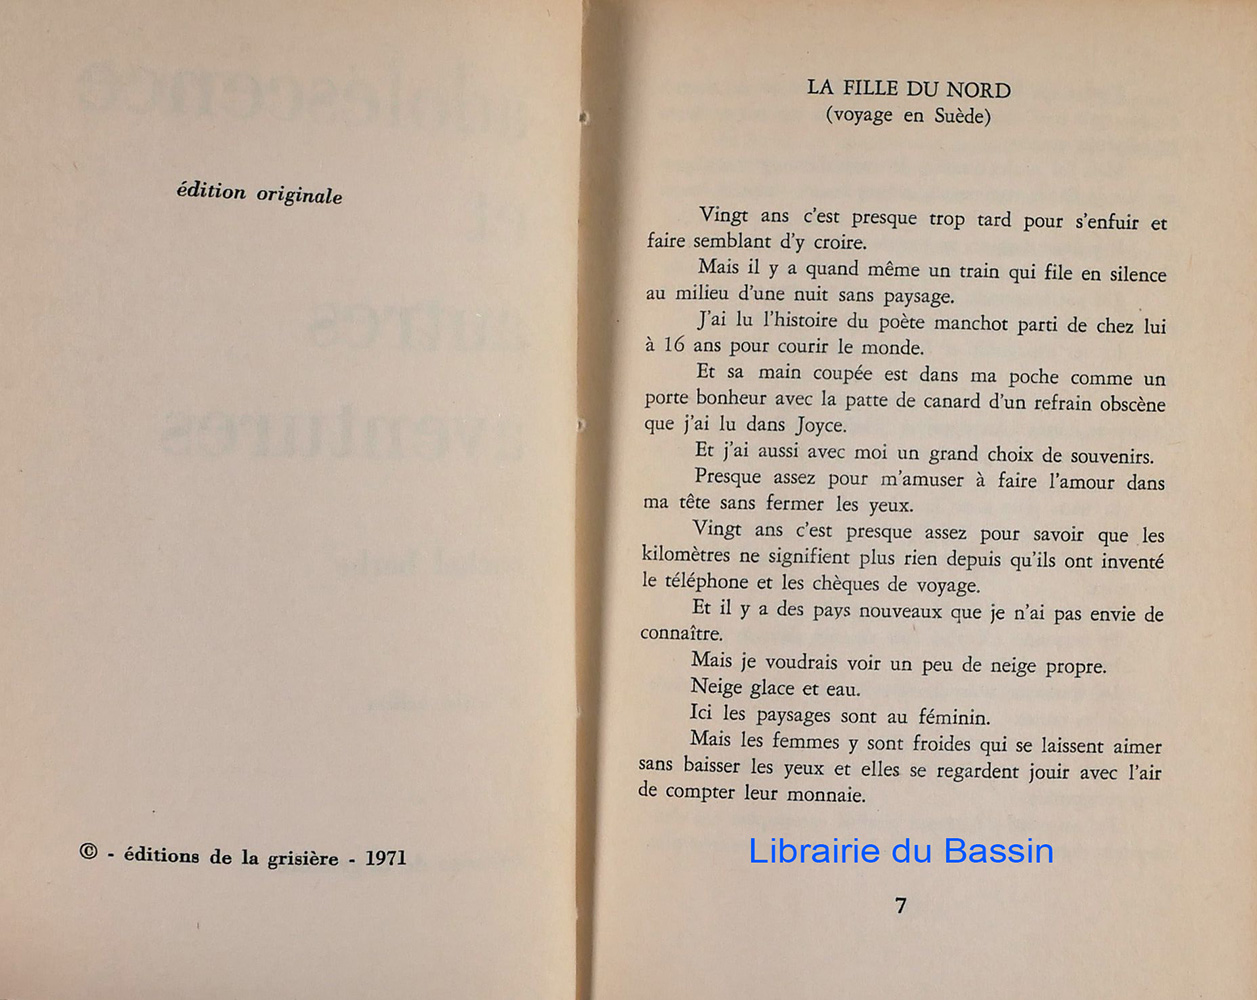 édition originale
© - éditions de la grisière - 1971
LA FILLE DU NORD
(voyage en Suède)
Vingt ans c'est presque trop tard pour s'enfuir et
faire semblant d'y croire.
Mais il y a quand même un train qui file en silence
au milieu d'une nuit sans paysage.
J'ai lu l'histoire du poète manchot parti de chez lui
à 16 ans pour courir le monde.
Et sa main coupée est dans ma poche comme un
porte bonheur avec la patte de canard d'un refrain obscène
que j'ai lu dans Joyce.
Et j'ai aussi avec moi un grand choix de souvenirs.
Presque assez pour m'amuser à faire l'amour dans
ma tête sans fermer les yeux.
Vingt ans c'est presque assez pour savoir que les
kilomètres ne signifient plus rien depuis qu'ils ont inventé
le téléphone et les chèques de voyage.
Et il y a des pays nouveaux que je n'ai pas envie de
connaître.
Mais je voudrais voir un peu de neige propre.
Neige glace et eau.
Ici les paysages sont au féminin.
Mais les femmes y sont froides qui se laissent aimer
sans baisser les yeux et elles se regardent jouir avec l'air
de compter leur monnaie.
Librairie du Bassin
7